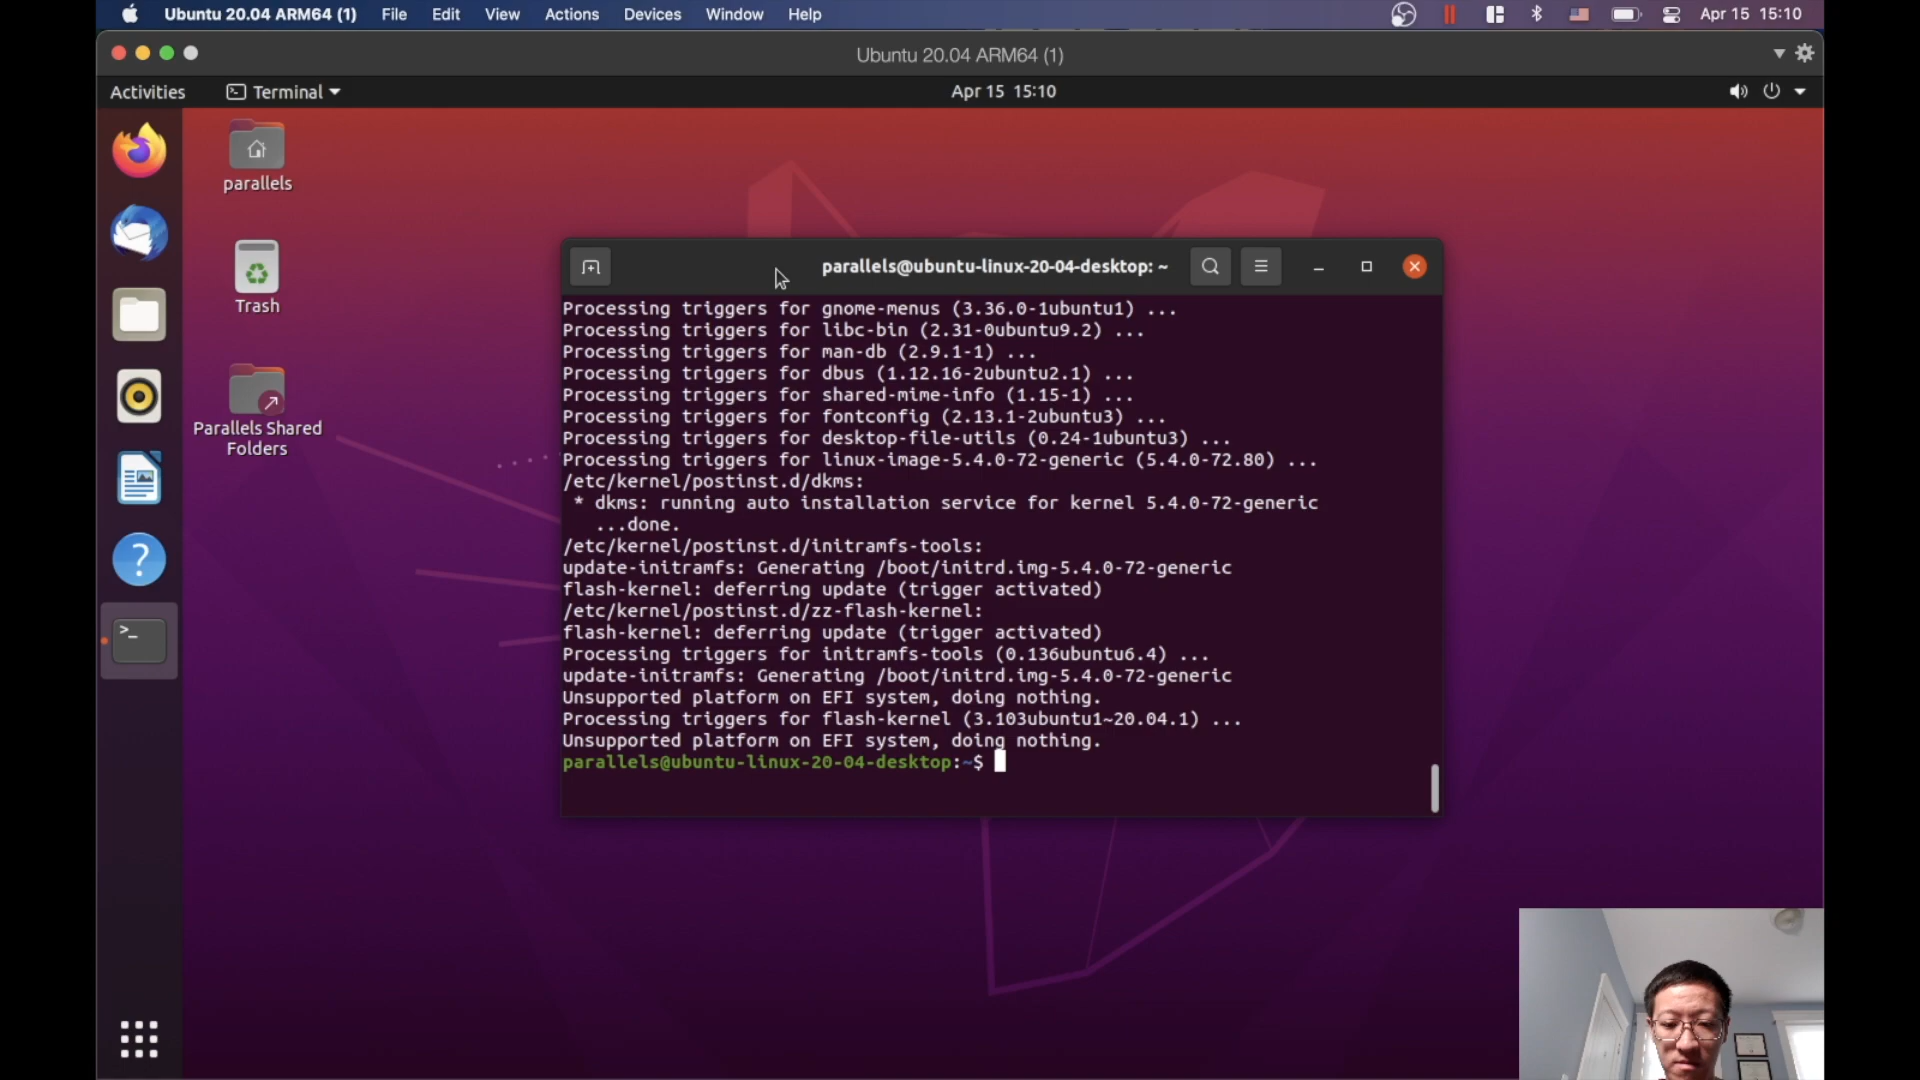 Ubuntu 20.04 ARM64 (1) File Edit View Actions Devices Window Help Apr 15 15:10
Ubuntu 20.04 ARM64 (1)
Activities Terminal Apr 15 15:10
parallels
Trash
Parallels Shared
Folders
parallels@ubuntu-linux-20-04-desktop: ~
Processing triggers for gnome-menus (3.36.0-1ubuntu1) ...
Processing triggers for libc-bin (2.31-0ubuntu9.2) ...
Processing triggers for man-db (2.9.1-1) ...
Processing triggers for dbus (1.12.16-2ubuntu2.1) ...
Processing triggers for shared-mime-info (1.15-1) ...
Processing triggers for fontconfig (2.13.1-2ubuntu3) ...
Processing triggers for desktop-file-utils (0.24-1ubuntu3) ...
Processing triggers for linux-image-5.4.0-72-generic (5.4.0-72.80) ...
/etc/kernel/postinst.d/dkms:
* dkms: running auto installation service for kernel 5.4.0-72-generic
...done.
/etc/kernel/postinst.d/initramfs-tools:
update-initramfs: Generating /boot/initrd.img-5.4.0-72-generic
flash-kernel: deferring update (trigger activated)
/etc/kernel/postinst.d/zz-flash-kernel:
flash-kernel: deferring update (trigger activated)
Processing triggers for initramfs-tools (0.136ubuntu6.4) ...
update-initramfs: Generating /boot/initrd.img-5.4.0-72-generic
Unsupported platform on EFI system, doing nothing.
Processing triggers for flash-kernel (3.103ubuntu1~20.04.1) ...
Unsupported platform on EFI system, doing nothing.
parallels@ubuntu-linux-20-04-desktop:~$